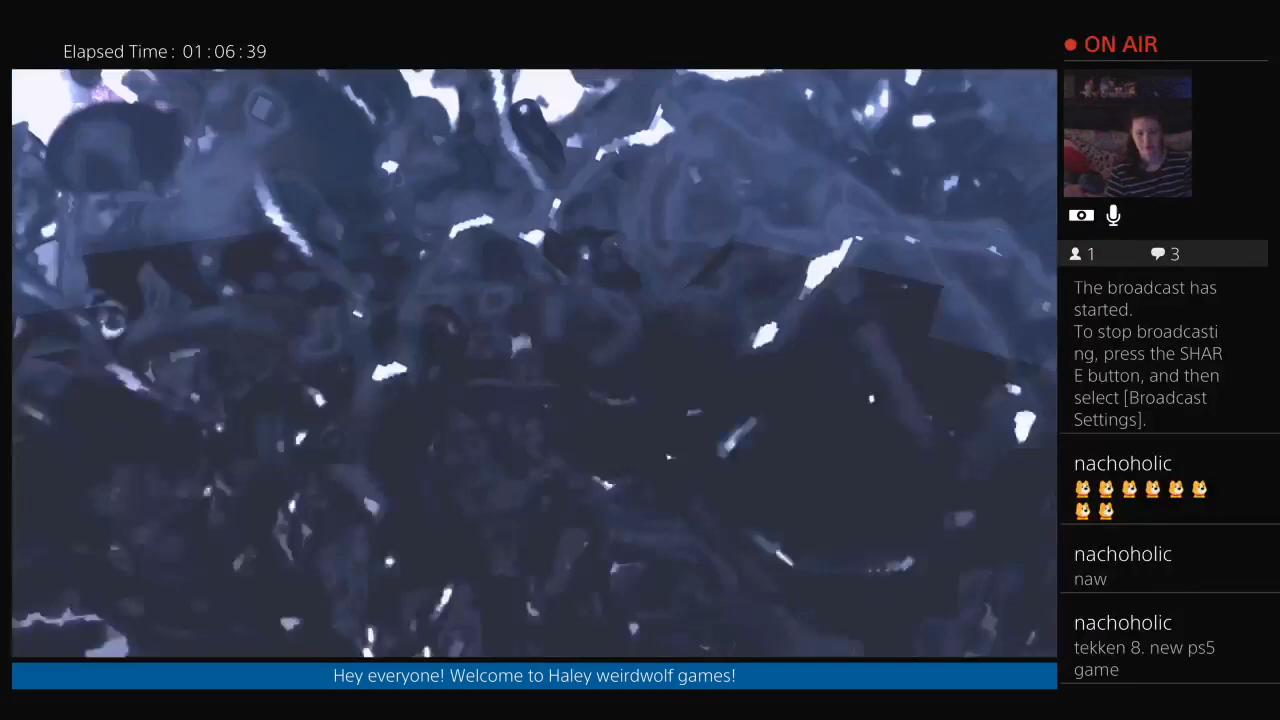 Elapsed Time: 01:06:39
ON AIR
1 3
The broadcast has
started.
To stop broadcasti
ng, press the SHAR
E button, and then
select [Broadcast
Settings].
nachoholic
nachoholic
naw
nachoholic
tekken 8. new ps5
game
Hey everyone! Welcome to Haley weirdwolf games!